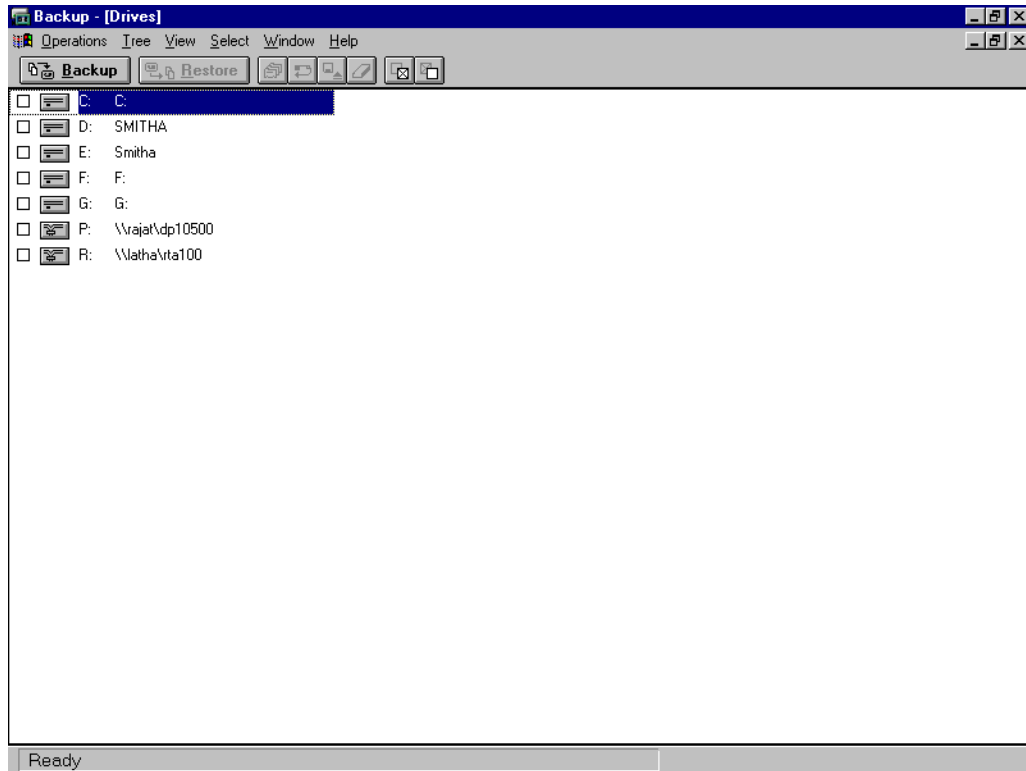 Backup - [Drives]
Operations Tree View Select Window Help
Backup Restore
C: C:
D: SMITHA
E: Smitha
F: F:
G: G:
P: \\rajat\dp10500
R: \\latha\rta100
Ready